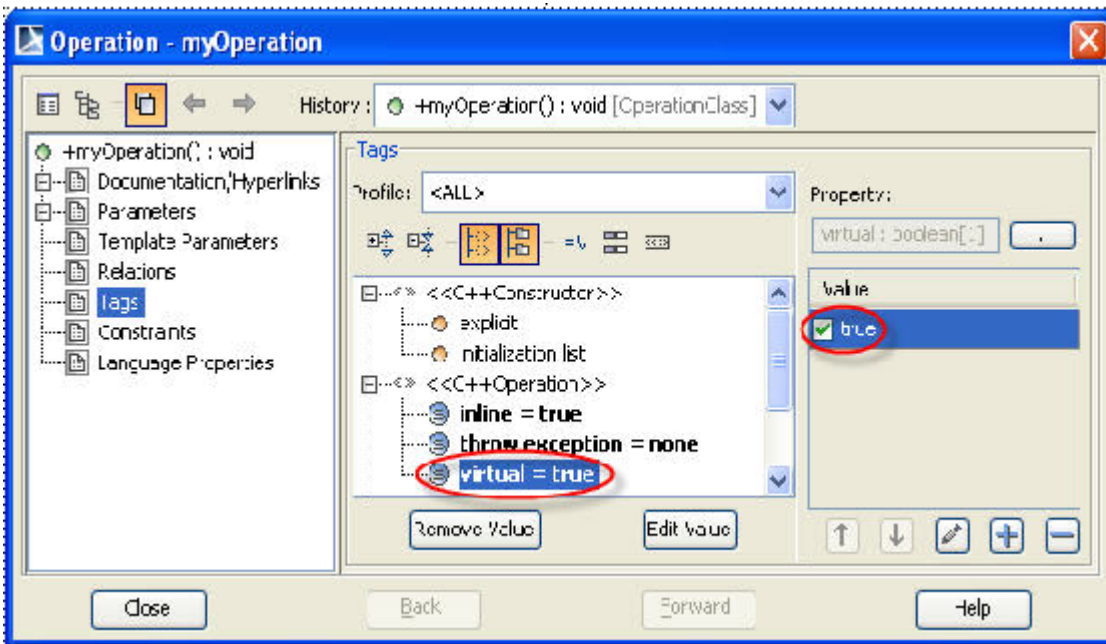 Operation - myOperation
History : +myOperation() : void [OperationClass]
+myOperation() : void
Documentation/Hyperlinks
Parameters
Template Parameters
Relations
Tags
Constraints
Language Properties
Tags
Profile: <ALL>
<<C++Constructor>>
explicit
initialization list
<<C++Operation>>
inline = true
throw exception = none
virtual = true
Remove Value
Edit Value
Property:
virtual : boolean[1]
Value
true
Close
Back
Forward
Help